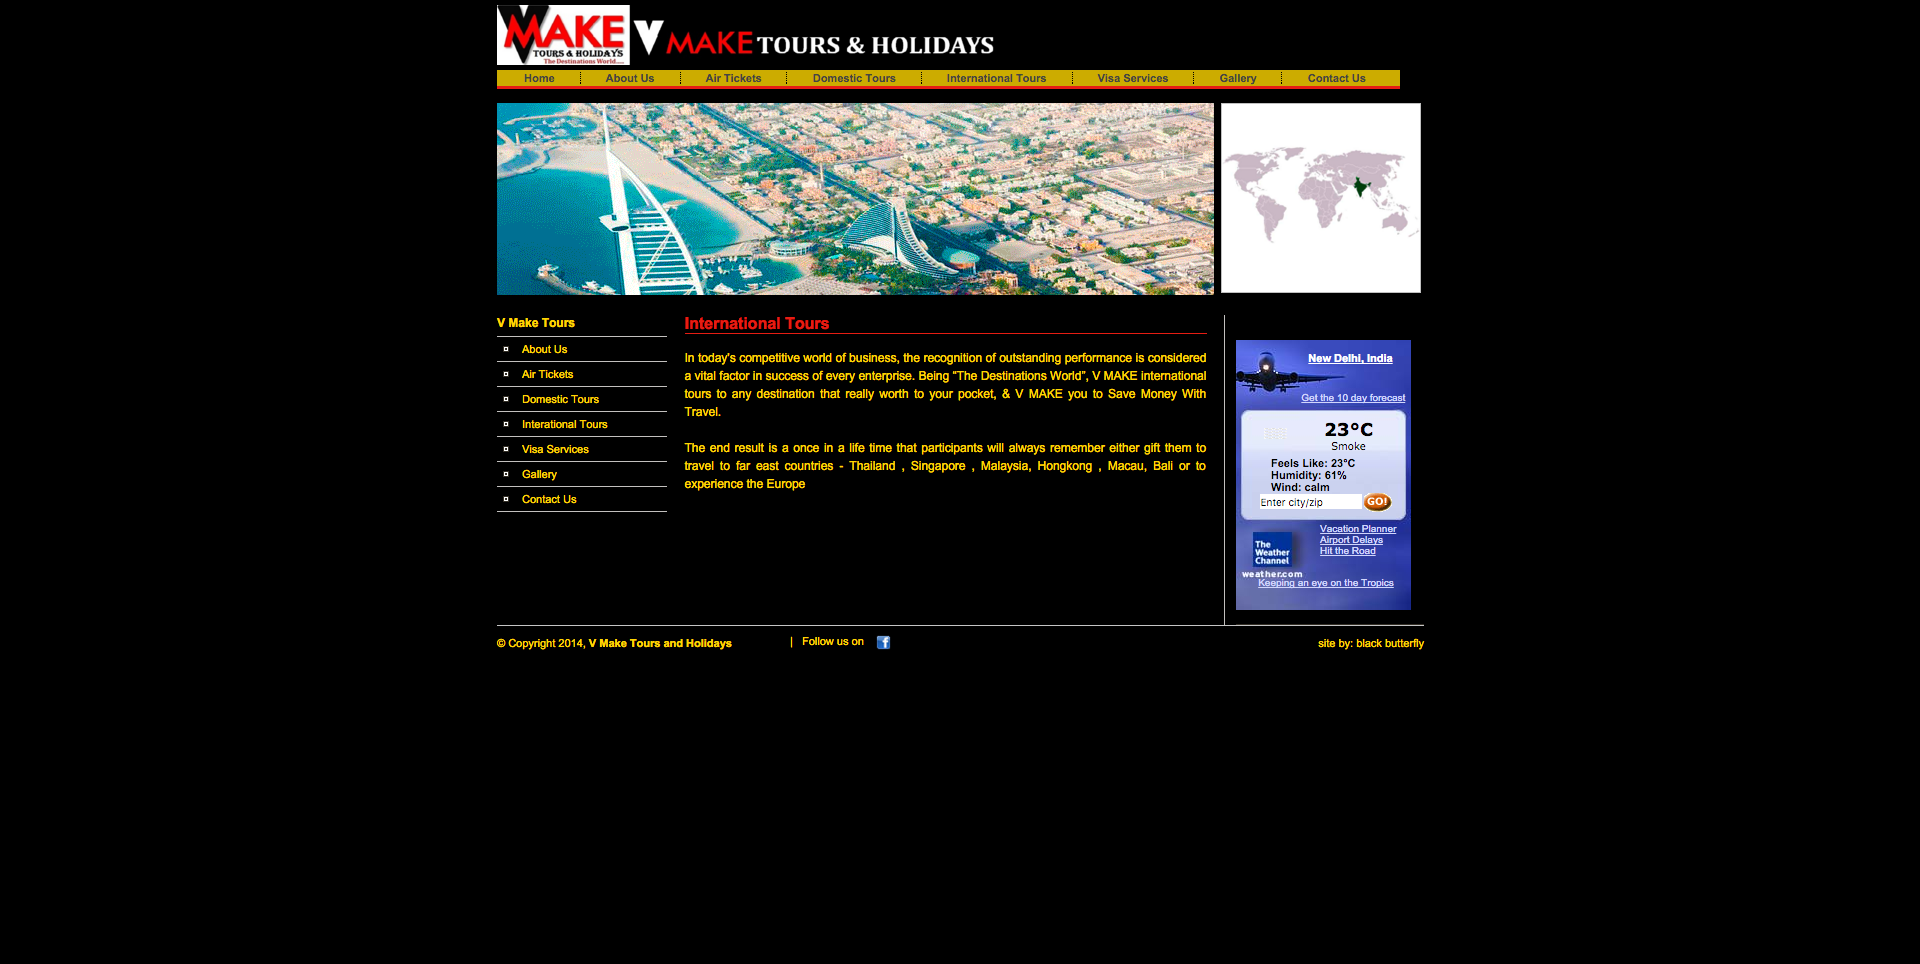 MAKE
TOURS & HOLIDAYS
The Destinations World....
V MAKE TOURS & HOLIDAYS
Home
About Us
Air Tickets
Domestic Tours
International Tours
Visa Services
Gallery
Contact Us
V Make Tours
About Us
Air Tickets
Domestic Tours
Interational Tours
Visa Services
Gallery
Contact Us
International Tours
In today's competitive world of business, the recognition of outstanding performance is considered
a vital factor in success of every enterprise. Being “The Destinations World”, V MAKE international
tours to any destination that really worth to your pocket, & V MAKE you to Save Money With
Travel.
The end result is a once in a life time that participants will always remember either gift them to
travel to far east countries - Thailand , Singapore , Malaysia, Hongkong , Macau, Bali or to
experience the Europe
New Delhi, India
Get the 10 day forecast
23°C
Smoke
Feels Like: 23°C
Humidity: 61%
Wind: calm
Enter city/zip GO!
Vacation Planner
Airport Delays
Hit the Road
The
Weather
Channel
weather.com
Keeping an eye on the Tropics
© Copyright 2014, V Make Tours and Holidays
| Follow us on
f
site by: black butterfly